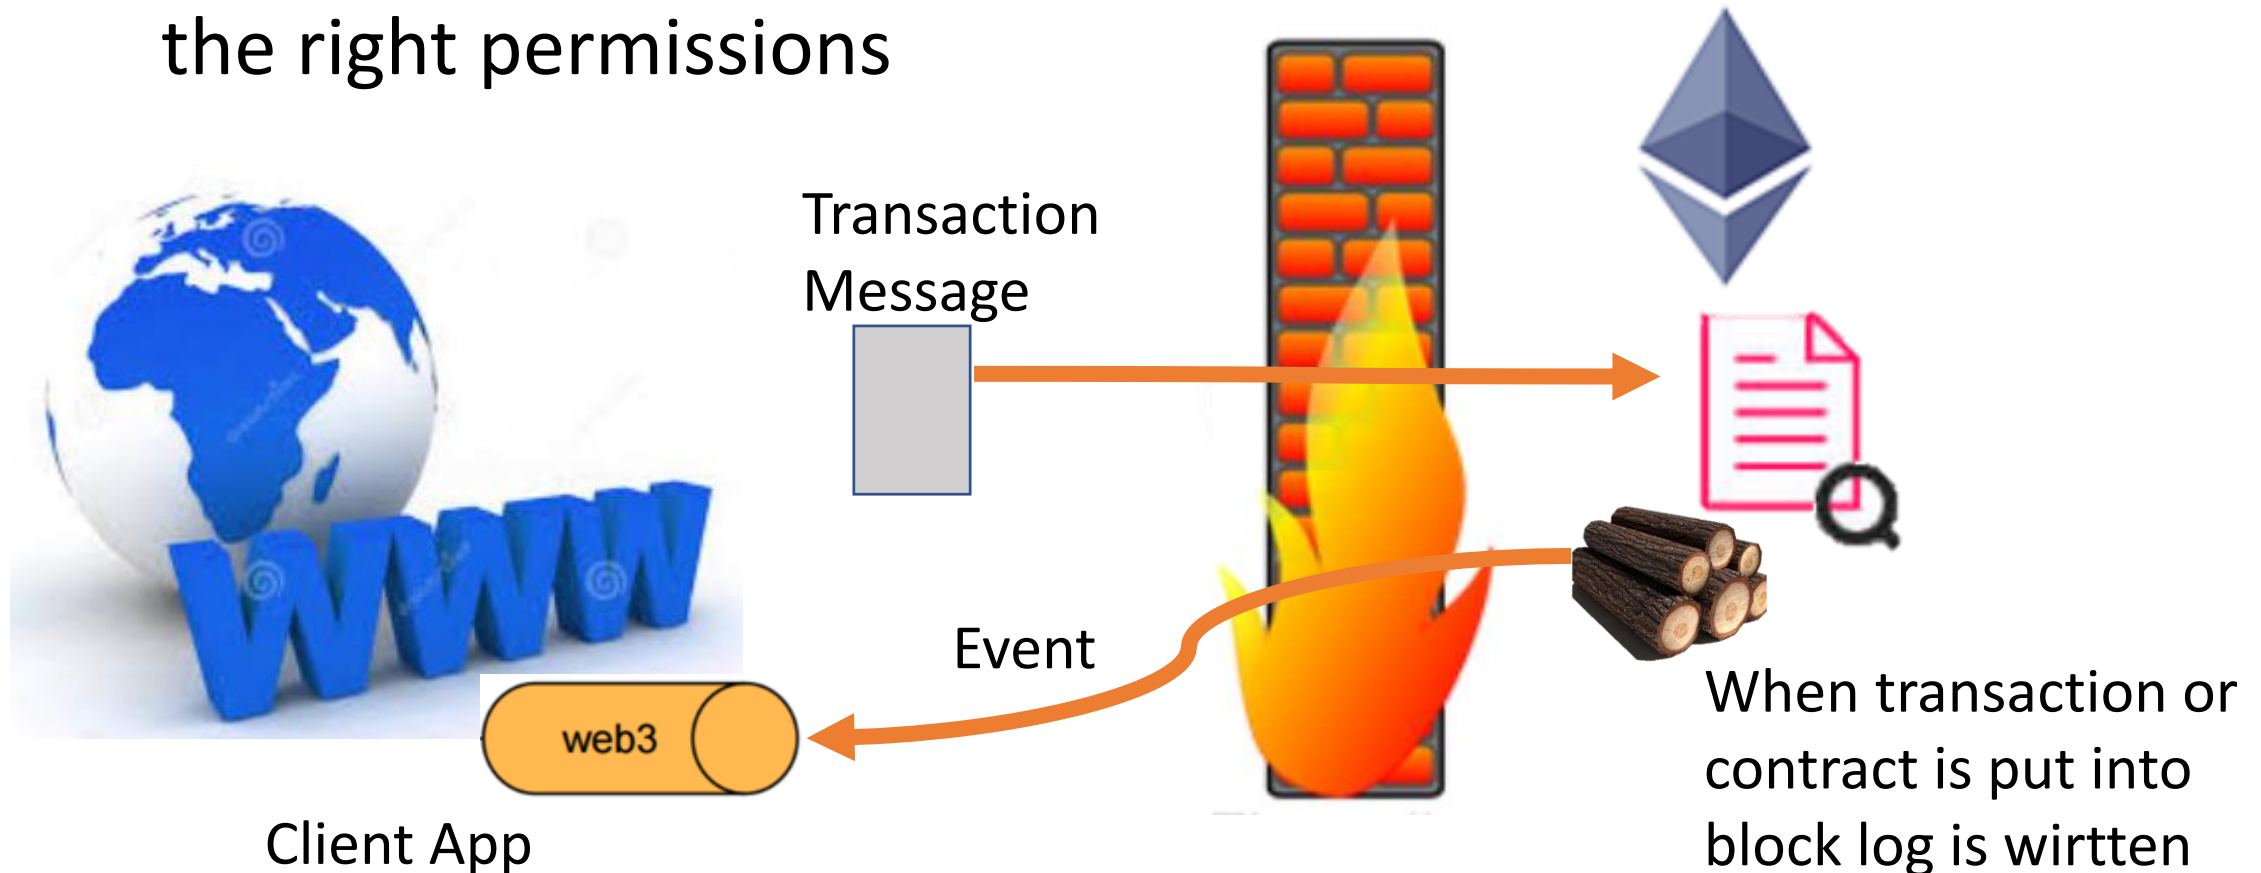 the right permissions
Transaction
Message
Event
web3
Client App
When transaction or
contract is put into
block log is wirtten
WWW